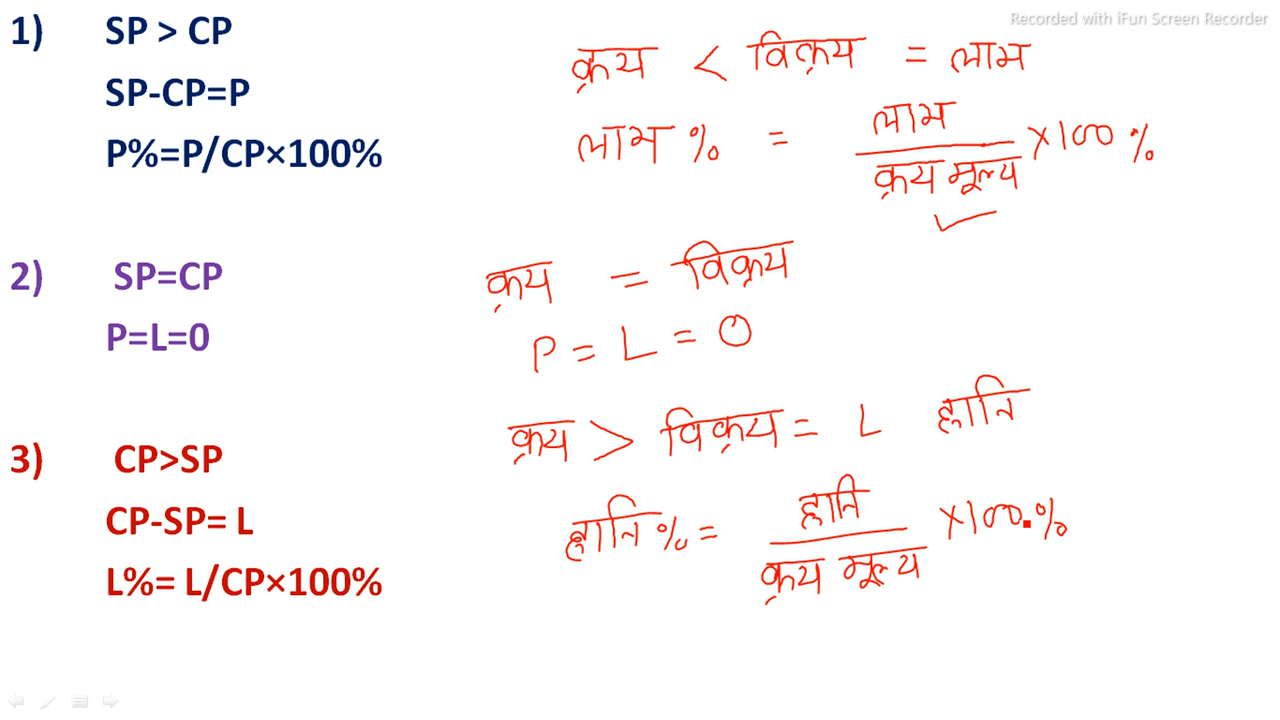 Recorded with iFun Screen Recorder
1) SP > CP
क्रय < विक्रय = लाभ
SP-CP=P
P%=P/CP×100%
लाभ % = लाभ / क्रय मूल्य × 100 %
2) SP=CP
क्रय = विक्रय
P=L=0
P = L = 0
3) CP>SP
क्रय > विक्रय = L हानि
CP-SP= L
हानि % = हानि / क्रय मूल्य × 100.%
L%= L/CP×100%